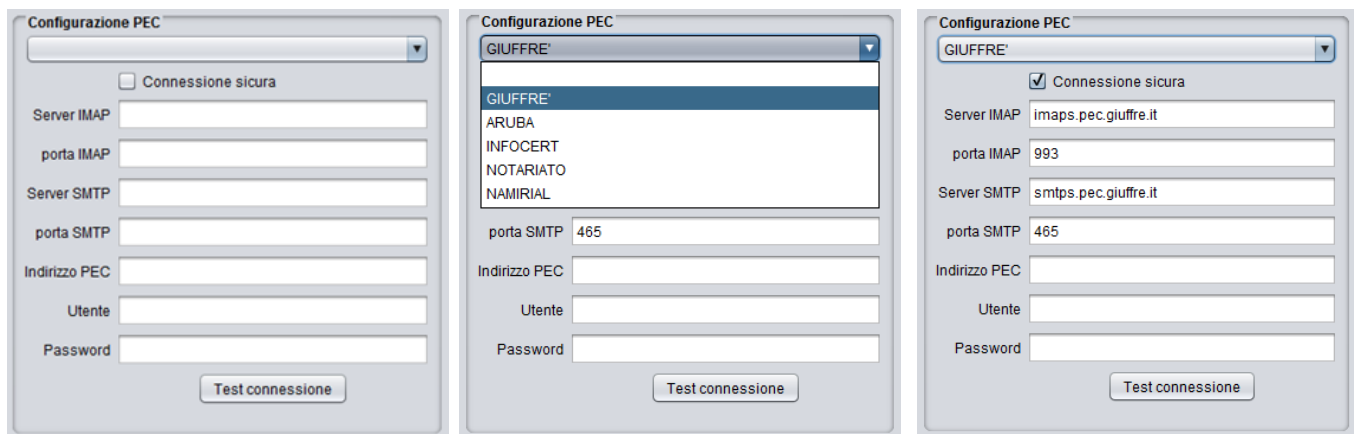 Configurazione PEC
Connessione sicura
Server IMAP
porta IMAP
Server SMTP
porta SMTP
Indirizzo PEC
Utente
Password
Test connessione
Configurazione PEC
GIUFFRE'
GIUFFRE'
ARUBA
INFOCERT
NOTARIATO
NAMIRIAL
porta SMTP 465
Indirizzo PEC
Utente
Password
Test connessione
Configurazione PEC
GIUFFRE'
Connessione sicura
Server IMAP imaps.pec.giuffre.it
porta IMAP 993
Server SMTP smtps.pec.giuffre.it
porta SMTP 465
Indirizzo PEC
Utente
Password
Test connessione